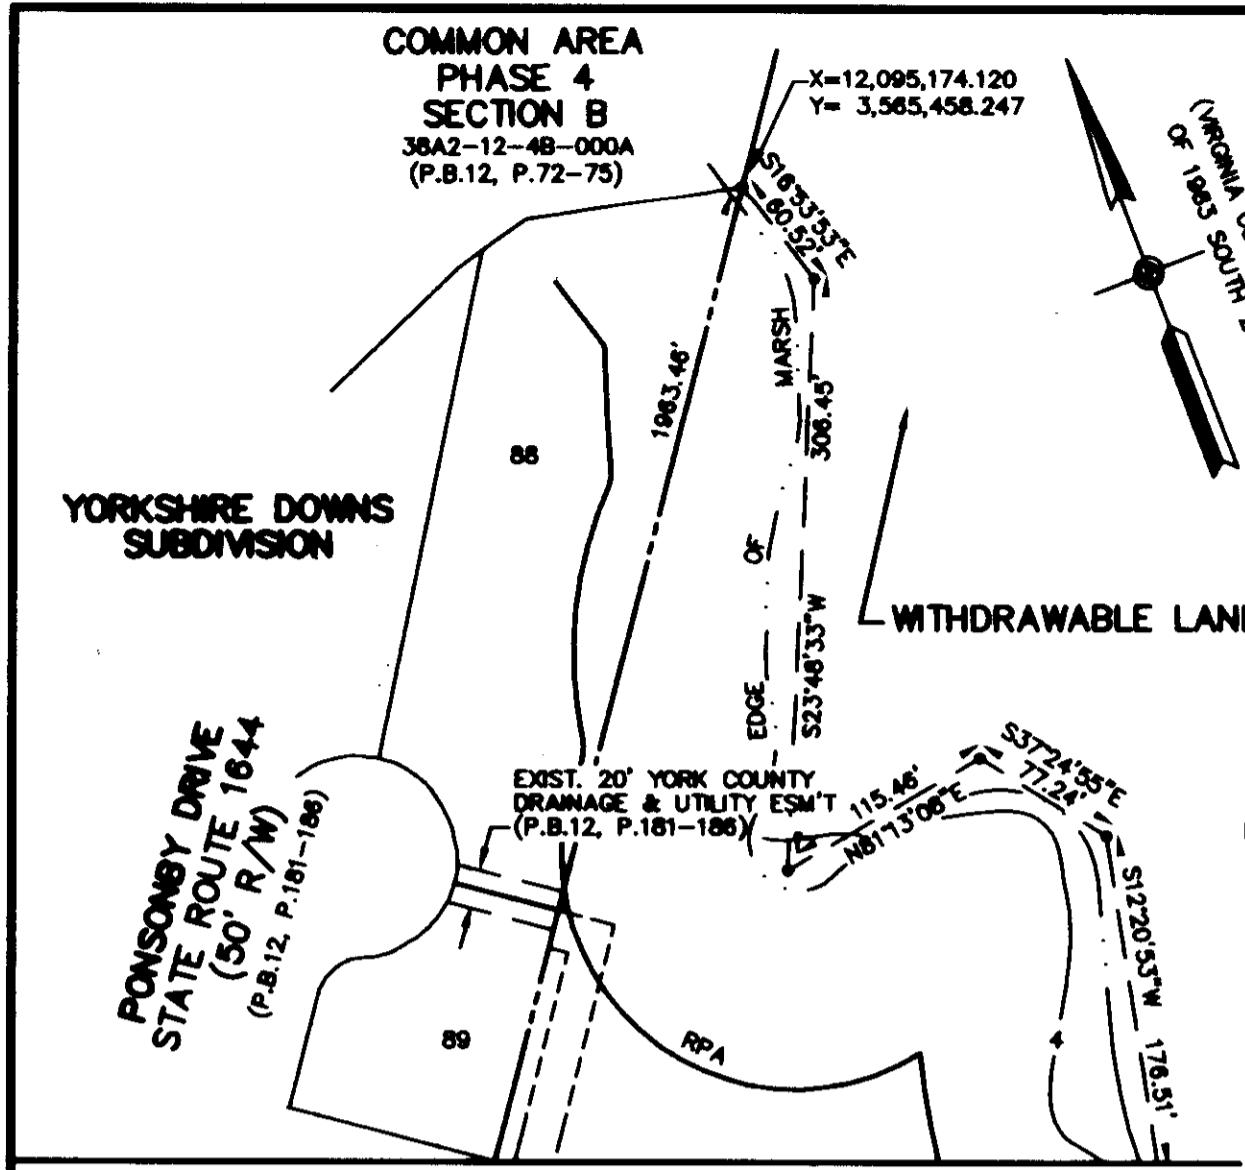 COMMON AREA
PHASE 4
SECTION B
38A2-12-4B-000A
(P.B.12, P.72-75)
X=12,095,174.120
Y= 3,565,458.247
(VIRGINIA
OF 1983 SOUTH
S16°53'53"E
60.52'
1963.46'
MARSH
306.45'
88
YORKSHIRE DOWNS
SUBDIVISION
OF
WITHDRAWABLE LAN
S23°48'33"W
EDGE
PONSONBY DRIVE
STATE ROUTE 1644
(50' R/W)
(P.B.12, P.181-186)
EXIST. 20' YORK COUNTY
DRAINAGE & UTILITY ESM'T
(P.B.12, P.181-186)
115.46'
N81°13'08"E
S37°24'55"E
77.24'
S12°20'53"W 176.51'
89
RPA
4